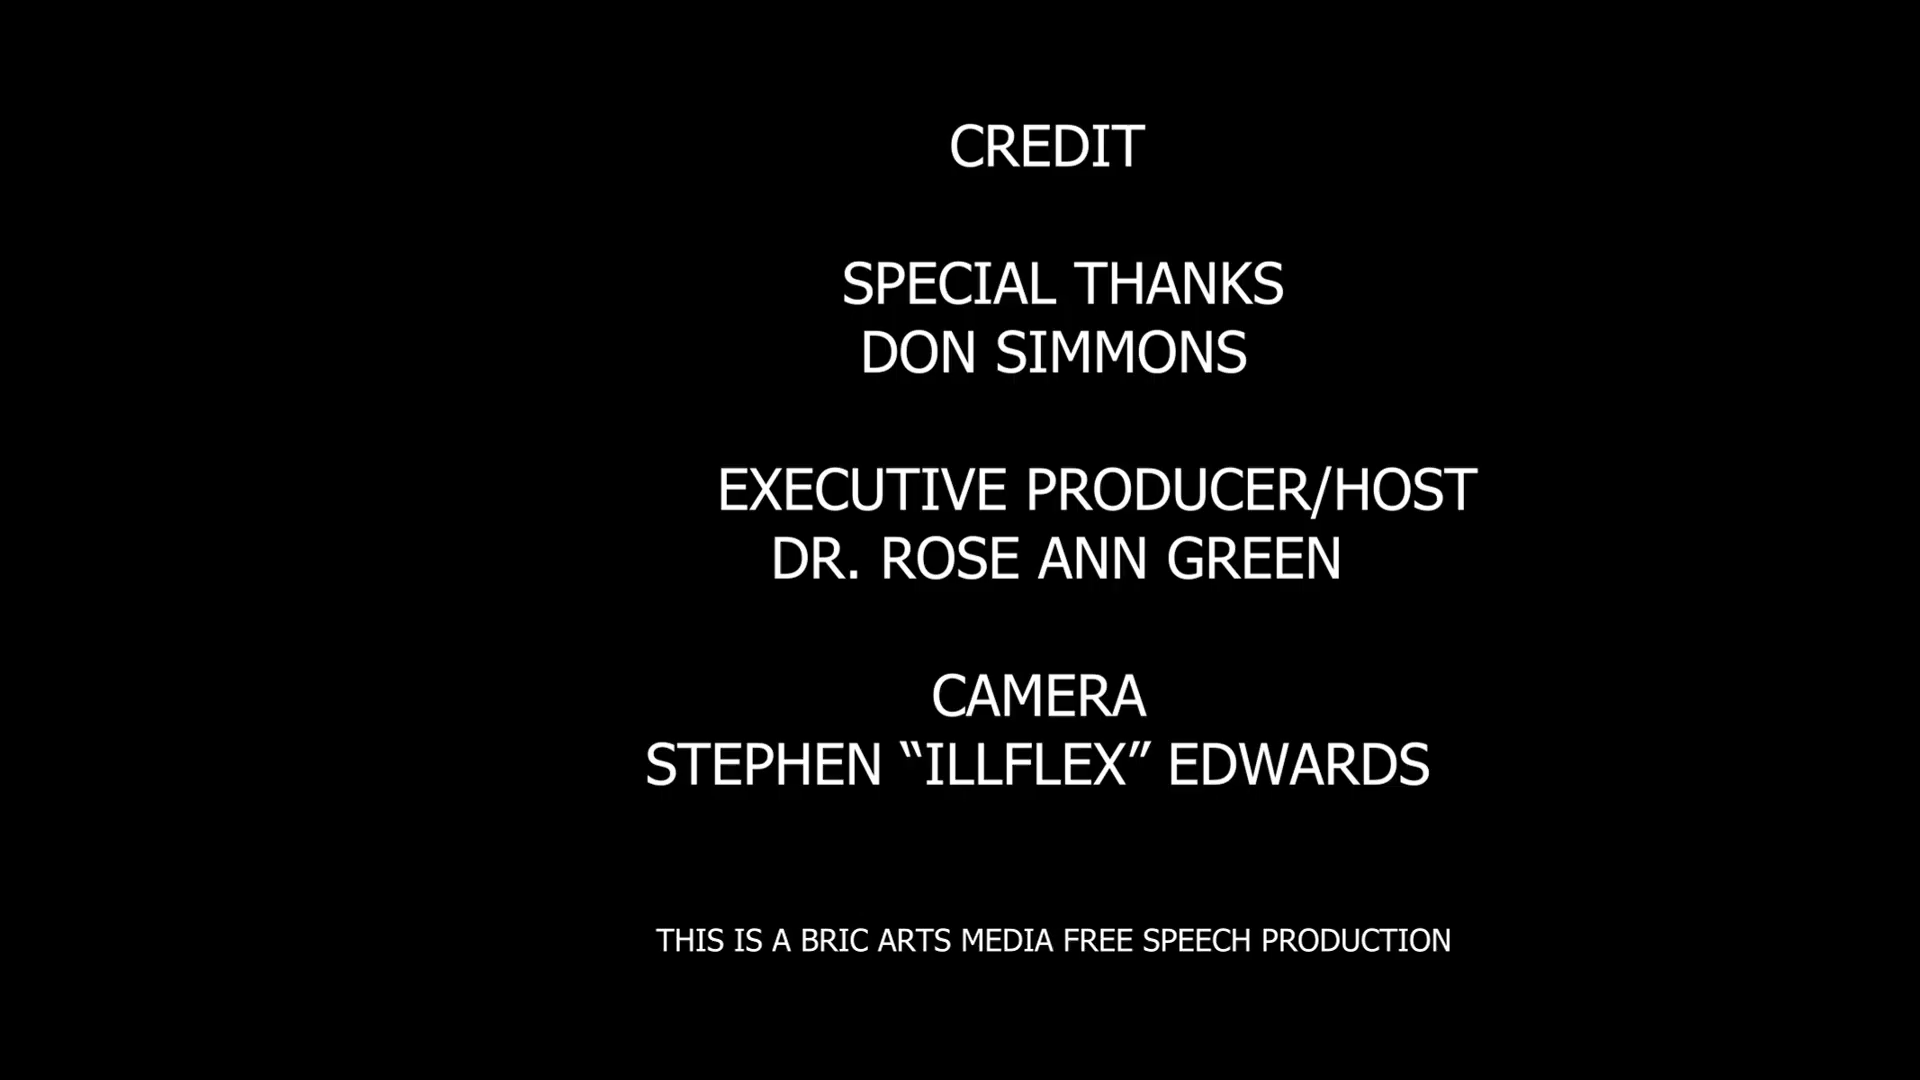 CREDIT
SPECIAL THANKS
DON SIMMONS
EXECUTIVE PRODUCER/HOST
DR. ROSE ANN GREEN
CAMERA
STEPHEN “ILLFLEX” EDWARDS
THIS IS A BRIC ARTS MEDIA FREE SPEECH PRODUCTION